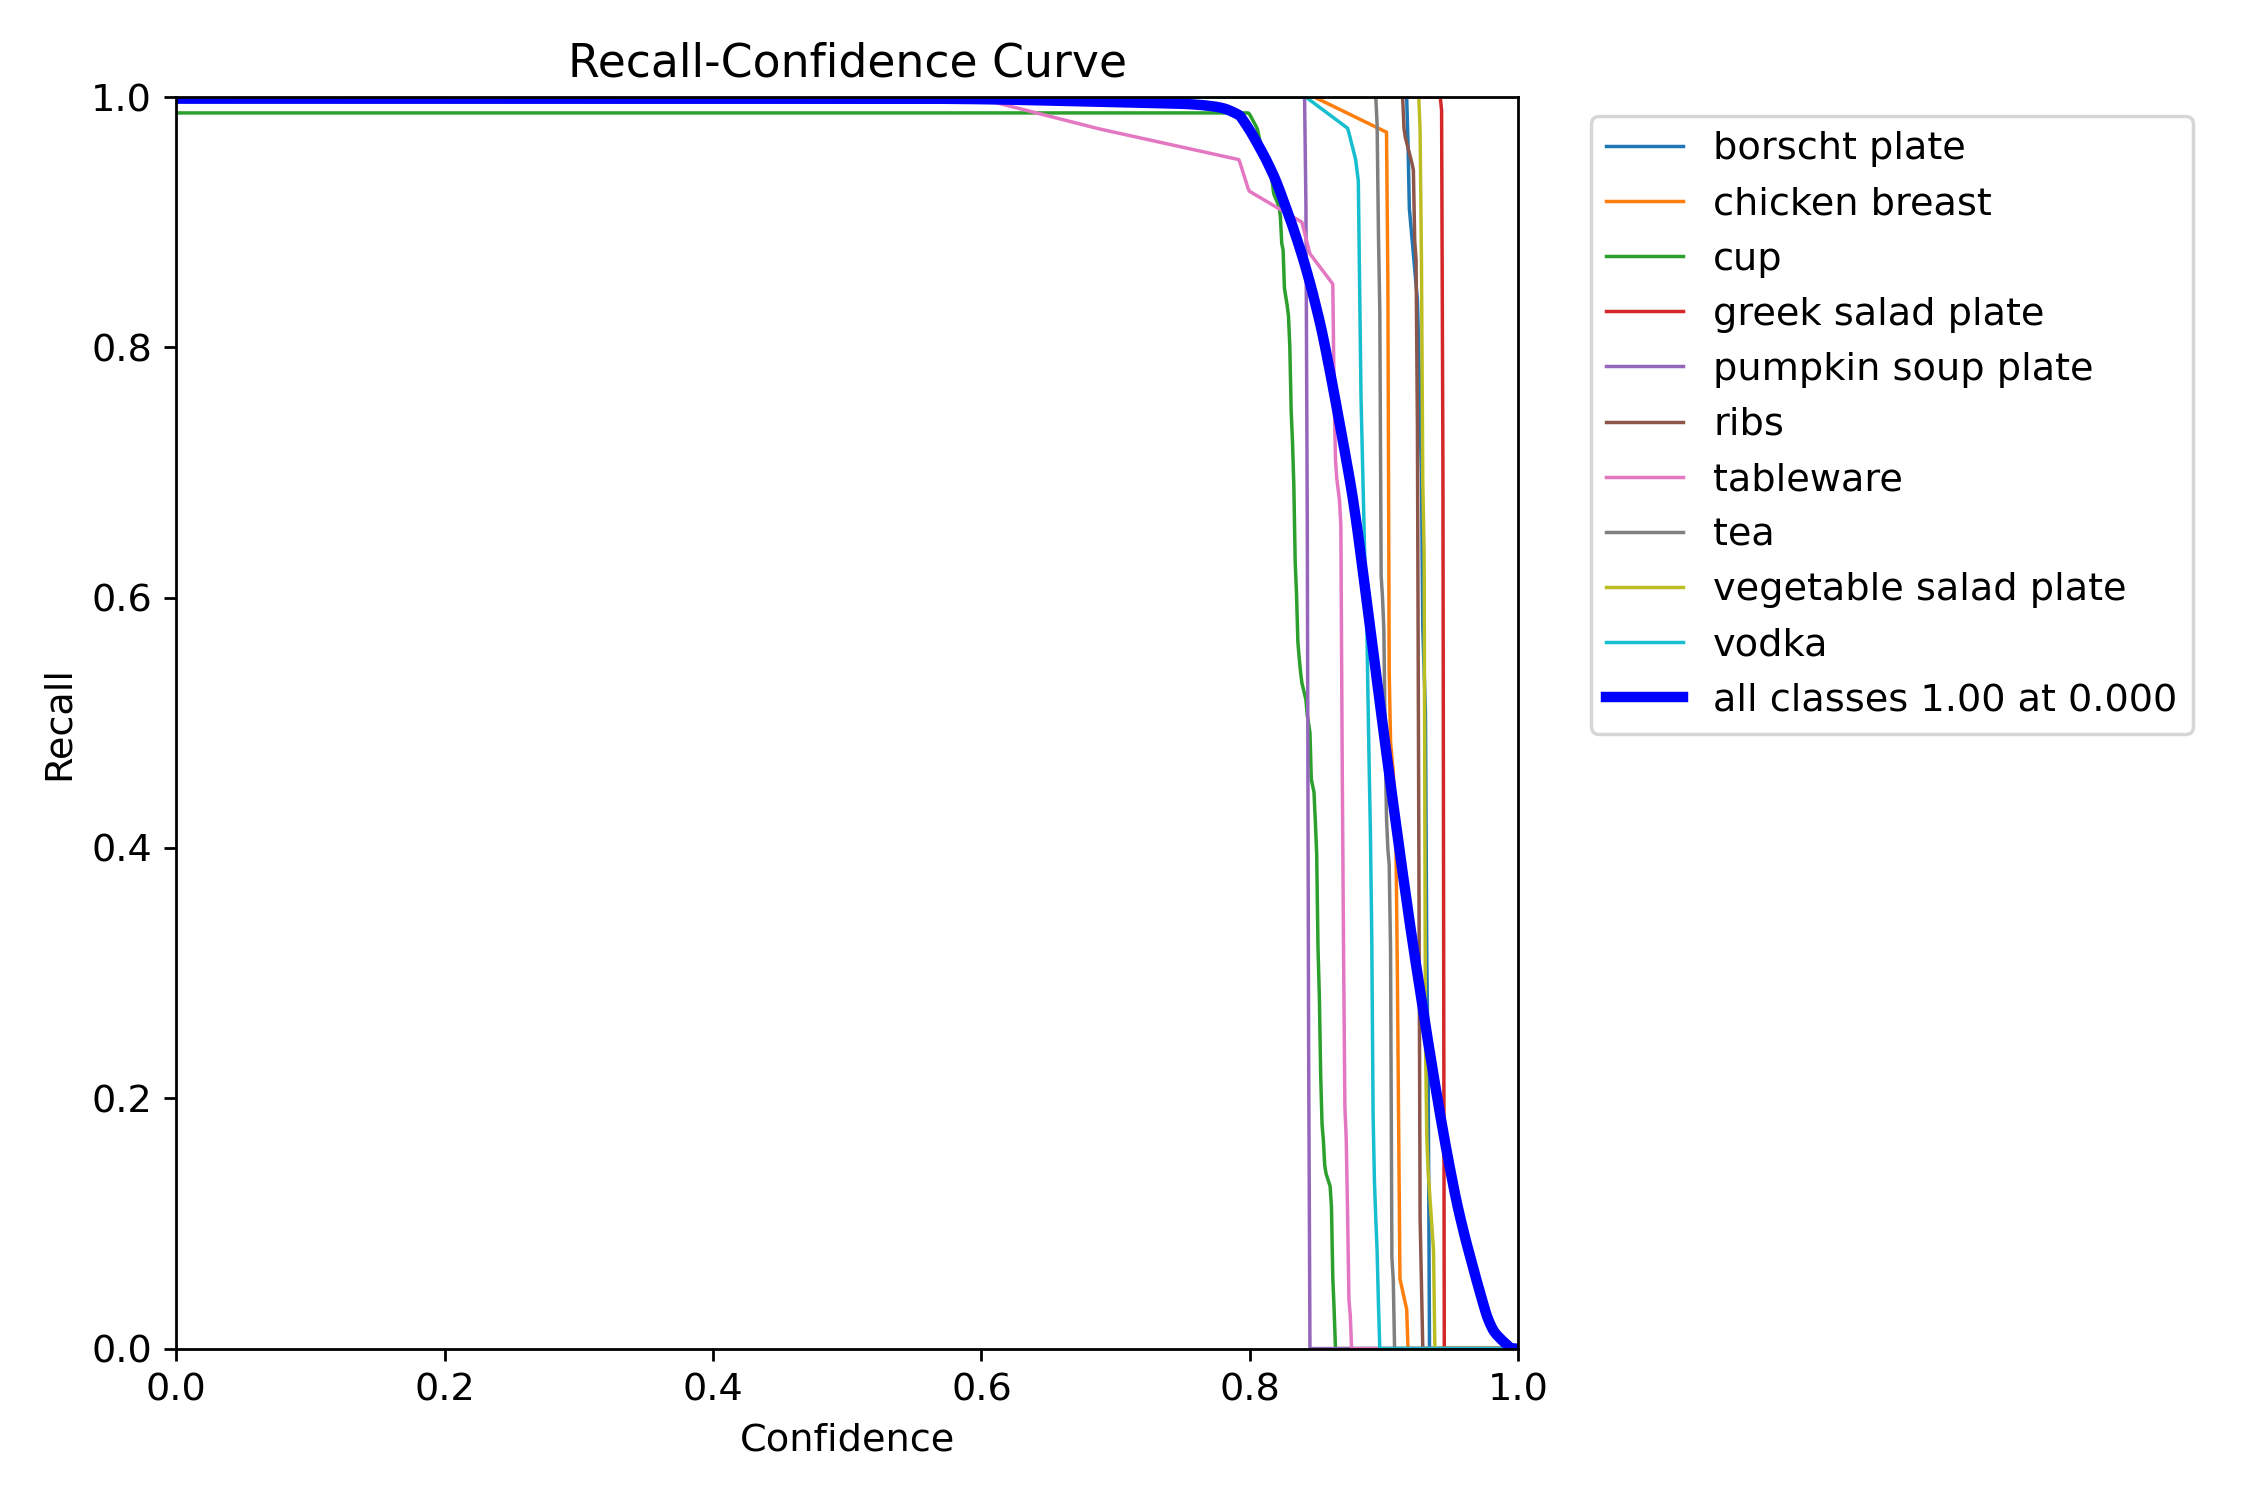 Recall-Confidence Curve
1.0
0.8
0.6
0.4
0.2
0.0
Recall
0.0 0.2 0.4 0.6 0.8 1.0
Confidence
borscht plate
chicken breast
cup
greek salad plate
pumpkin soup plate
ribs
tableware
tea
vegetable salad plate
vodka
all classes 1.00 at 0.000